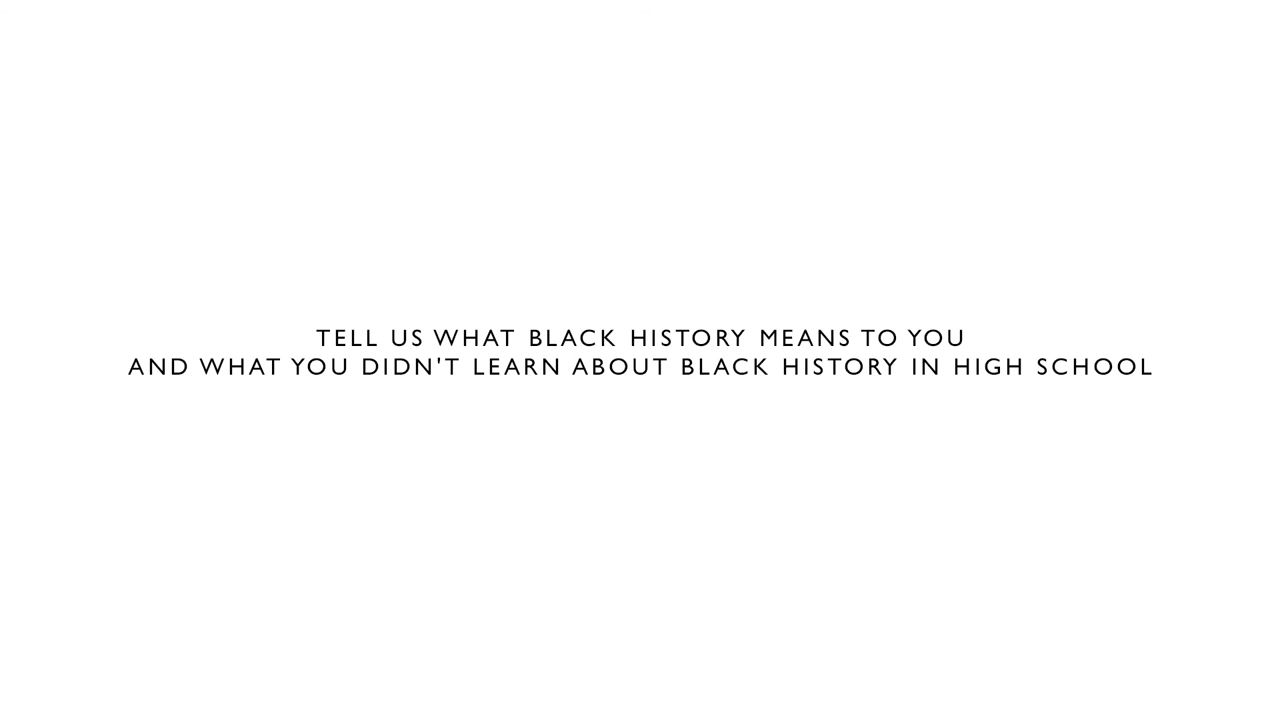 TELL US WHAT BLACK HISTORY MEANS TO YOU
AND WHAT YOU DIDN'T LEARN ABOUT BLACK HISTORY IN HIGH SCHOOL